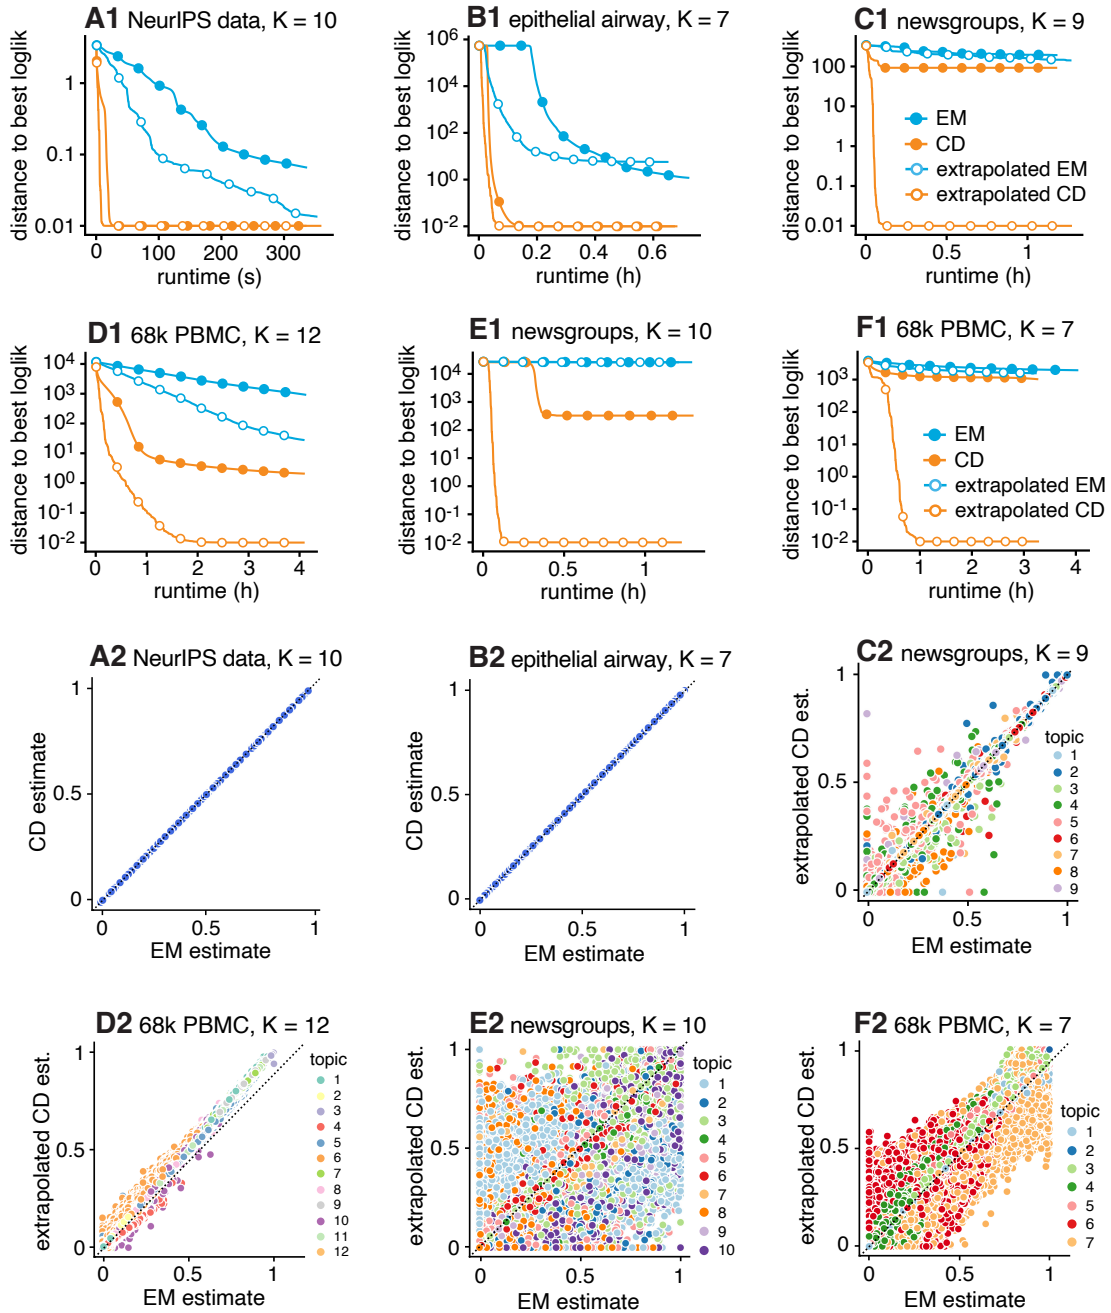 A1 NeurIPS data, K = 10
distance to best loglik
1
0.1
0.01
0 100 200 300
runtime (s)
B1 epithelial airway, K = 7
distance to best loglik
10^6
10^4
10^2
10^0
10^-2
0 0.2 0.4 0.6
runtime (h)
C1 newsgroups, K = 9
distance to best loglik
100
10
1
0.1
0.01
EM
CD
extrapolated EM
extrapolated CD
0 0.5 1
runtime (h)
D1 68k PBMC, K = 12
distance to best loglik
10^4
10^3
10^2
10^1
10^0
10^-1
10^-2
0 1 2 3 4
runtime (h)
E1 newsgroups, K = 10
distance to best loglik
10^4
10^3
10^2
10^1
10^0
10^-1
10^-2
0 0.5 1
runtime (h)
F1 68k PBMC, K = 7
distance to best loglik
10^3
10^2
10^1
10^0
10^-1
10^-2
EM
CD
extrapolated EM
extrapolated CD
0 1 2 3 4
runtime (h)
A2 NeurIPS data, K = 10
CD estimate
1
0.5
0
0 0.5 1
EM estimate
B2 epithelial airway, K = 7
CD estimate
1
0.5
0
0 0.5 1
EM estimate
C2 newsgroups, K = 9
extrapolated CD est.
1
0.5
0
topic
1
2
3
4
5
6
7
8
9
0 0.5 1
EM estimate
D2 68k PBMC, K = 12
extrapolated CD est.
1
0.5
0
topic
1
2
3
4
5
6
7
8
9
10
11
12
0 0.5 1
EM estimate
E2 newsgroups, K = 10
extrapolated CD est.
1
0.5
0
topic
1
2
3
4
5
6
7
8
9
10
0 0.5 1
EM estimate
F2 68k PBMC, K = 7
extrapolated CD est.
1
0.5
0
topic
1
2
3
4
5
6
7
0 0.5 1
EM estimate